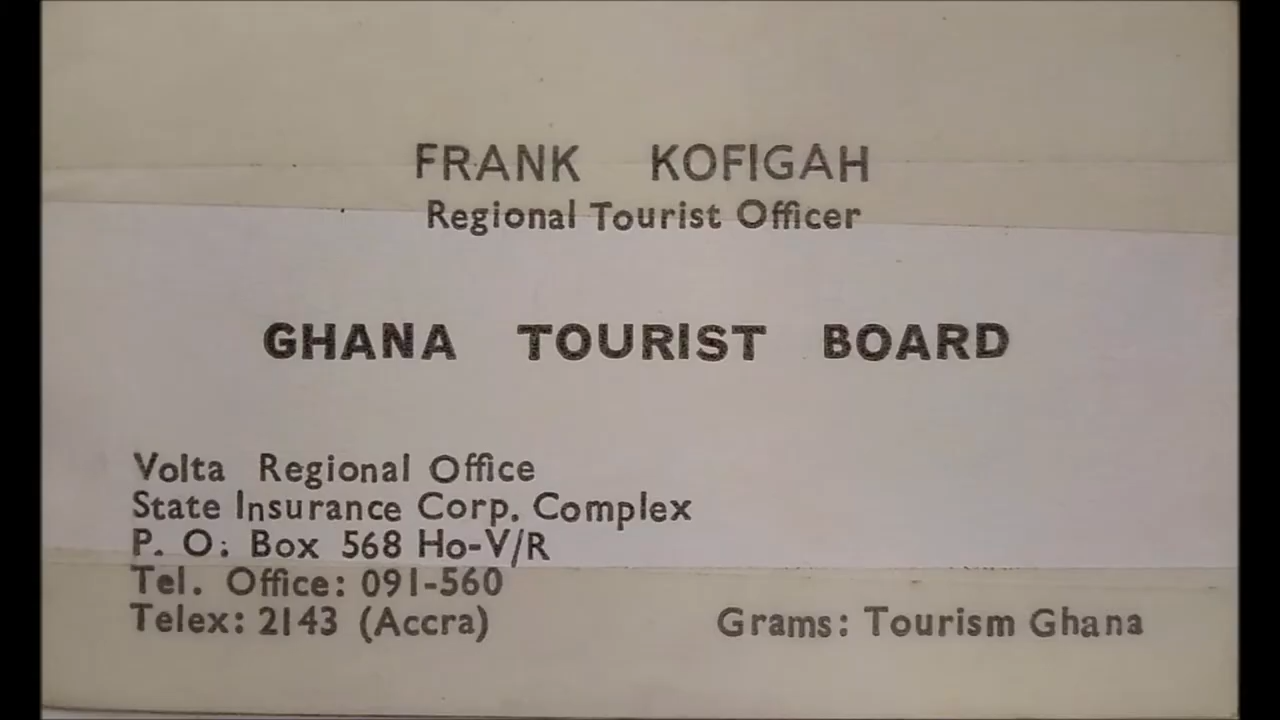 FRANK KOFIGAH
Regional Tourist Officer
GHANA TOURIST BOARD
Volta Regional Office
State Insurance Corp. Complex
P. O: Box 568 Ho-V/R
Tel. Office: 091-560
Telex: 2143 (Accra)
Grams: Tourism Ghana